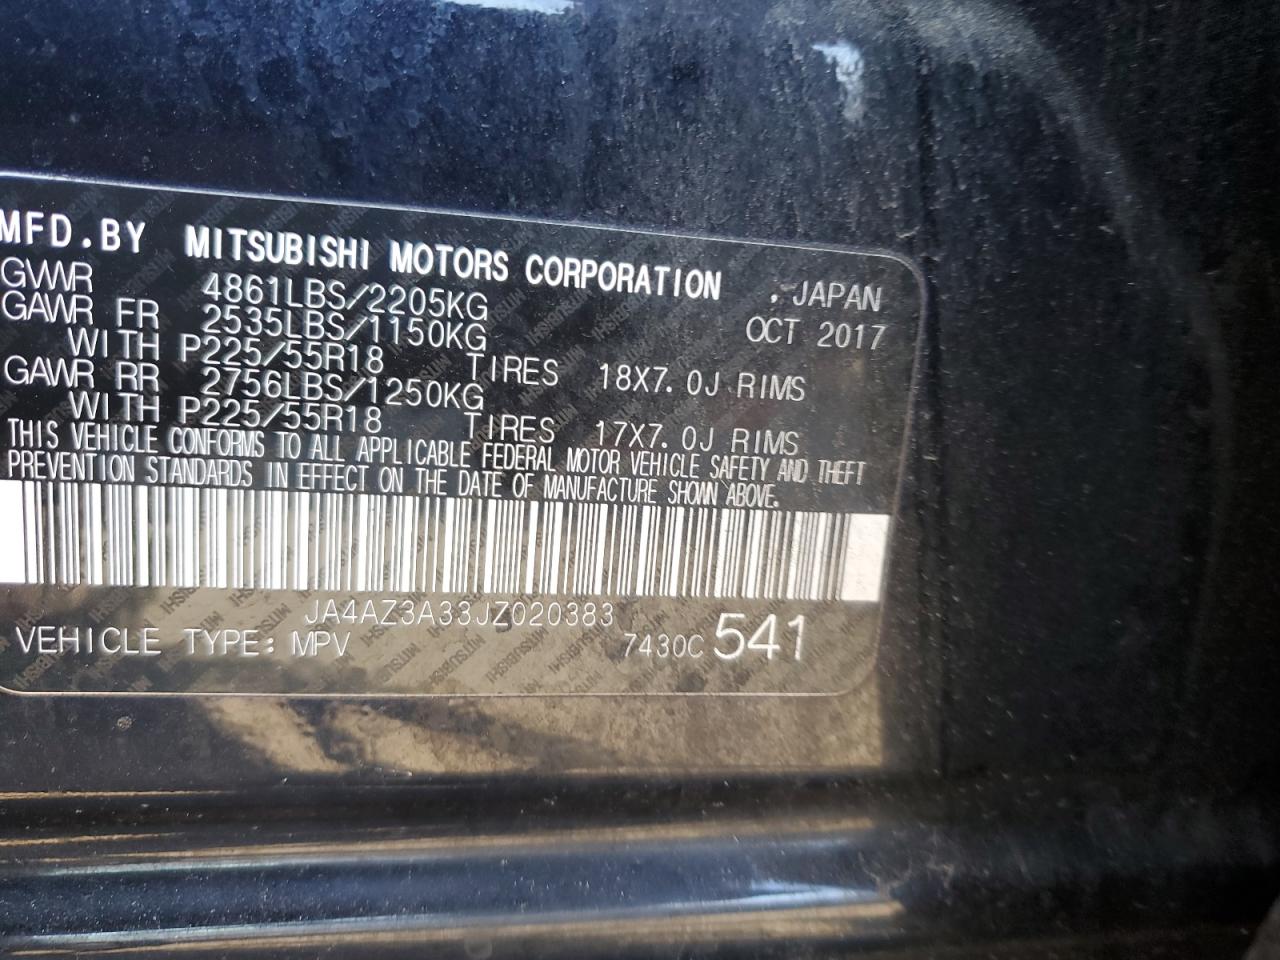 MFD.BY MITSUBISHI MOTORS CORPORATION . JAPAN
GVWR 4861LBS/2205KG OCT 2017
GAWR FR 2535LBS/1150KG
WITH P225/55R18 TIRES 18X7.0J RIMS
GAWR RR 2756LBS/1250KG
WITH P225/55R18 TIRES 17X7.0J RIMS
THIS VEHICLE CONFORMS TO ALL APPLICABLE FEDERAL MOTOR VEHICLE SAFETY AND THEFT
PREVENTION STANDARDS IN EFFECT ON THE DATE OF MANUFACTURE SHOWN ABOVE.
JA4AZ3A33JZ020383
VEHICLE TYPE: MPV 7430C 541